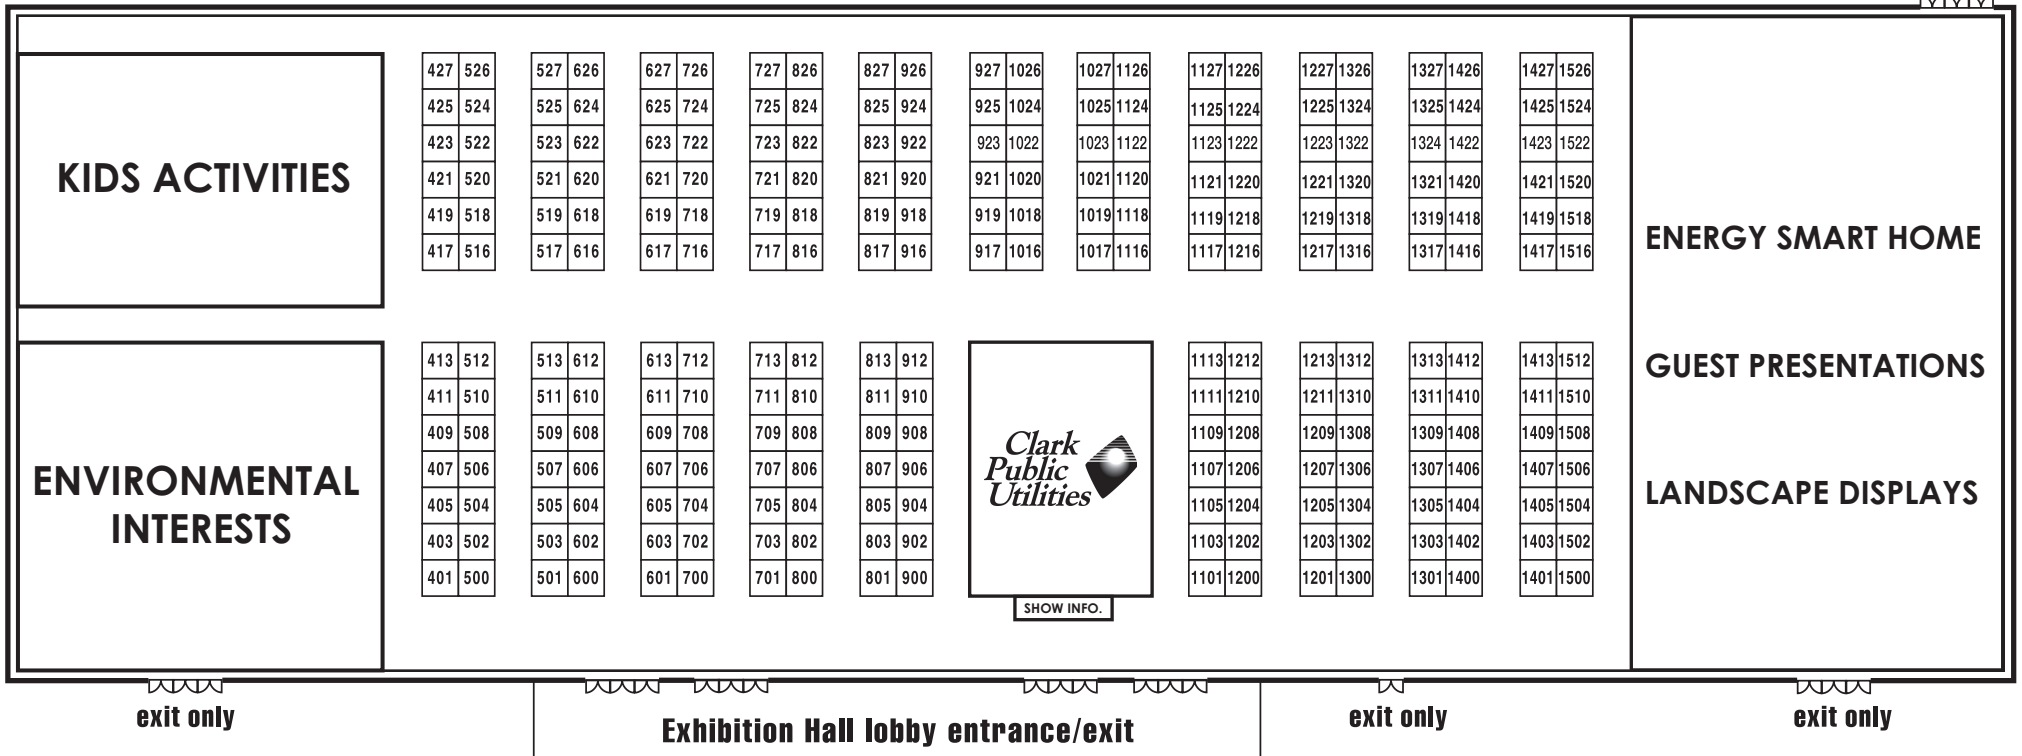 KIDS ACTIVITIES
427 526 527 626 627 726 727 826 827 926 927 1026 1027 1126 1127 1226 1227 1326 1327 1426 1427 1526
425 524 525 624 625 724 725 824 825 924 925 1024 1025 1124 1125 1224 1225 1324 1325 1424 1425 1524
423 522 523 622 623 722 723 822 823 922 923 1022 1023 1122 1123 1222 1223 1322 1324 1422 1423 1522
421 520 521 620 621 720 721 820 821 920 921 1020 1021 1120 1121 1220 1221 1320 1321 1420 1421 1520
419 518 519 618 619 718 719 818 819 918 919 1018 1019 1118 1119 1218 1219 1318 1319 1418 1419 1518
417 516 517 616 617 716 717 816 817 916 917 1016 1017 1116 1117 1216 1217 1316 1317 1416 1417 1516
ENVIRONMENTAL
INTERESTS
413 512 513 612 613 712 713 812 813 912 1113 1212 1213 1312 1313 1412 1413 1512
411 510 511 610 611 710 711 810 811 910 1111 1210 1211 1310 1311 1410 1411 1510
409 508 509 608 609 708 709 808 809 908 1109 1208 1209 1308 1309 1408 1409 1508
407 506 507 606 607 706 707 806 807 906 1107 1206 1207 1306 1307 1406 1407 1506
405 504 505 604 605 704 705 804 805 904 1105 1204 1205 1304 1305 1404 1405 1504
403 502 503 602 603 702 703 802 803 902 1103 1202 1203 1302 1303 1402 1403 1502
401 500 501 600 601 700 701 800 801 900 1101 1200 1201 1300 1301 1400 1401 1500
Clark
Public
Utilities
SHOW INFO.
ENERGY SMART HOME
GUEST PRESENTATIONS
LANDSCAPE DISPLAYS
exit only
Exhibition Hall lobby entrance/exit
exit only
exit only